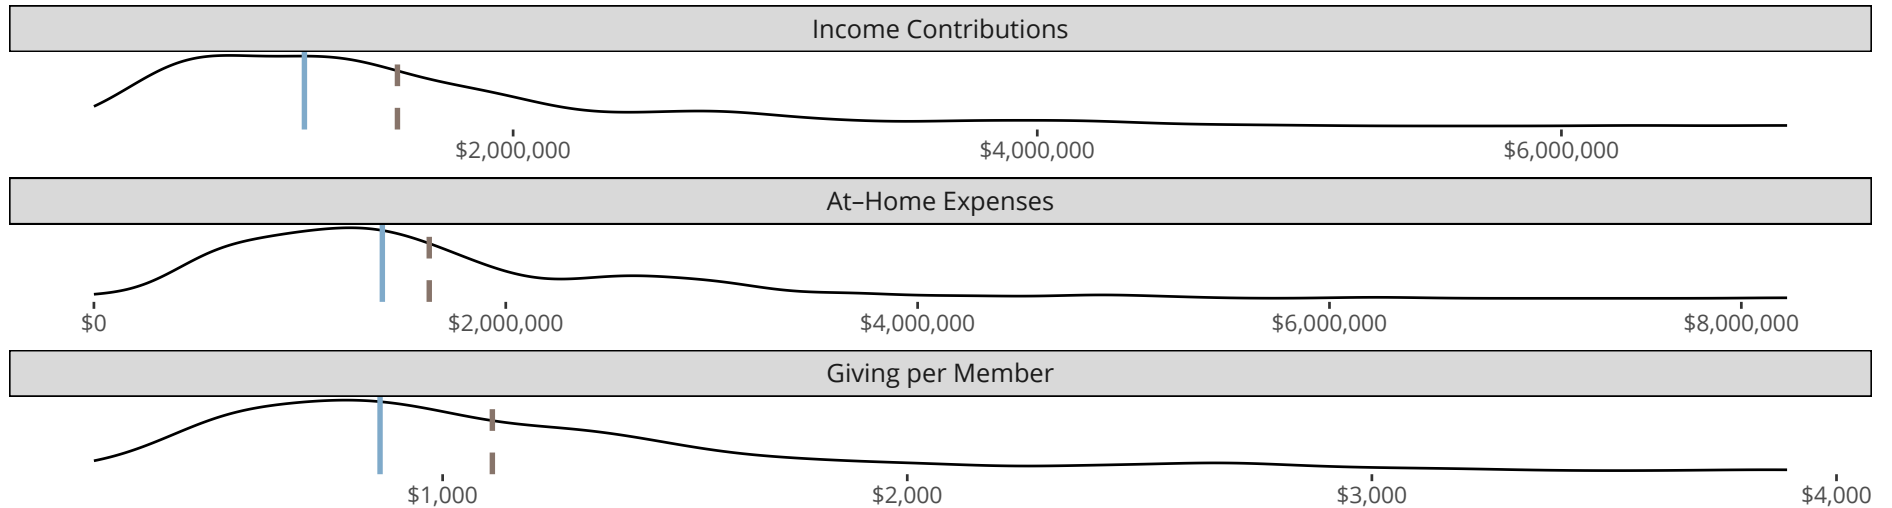 Income Contributions
$2,000,000 $4,000,000 $6,000,000
At–Home Expenses
$0 $2,000,000 $4,000,000 $6,000,000 $8,000,000
Giving per Member
$1,000 $2,000 $3,000 $4,000